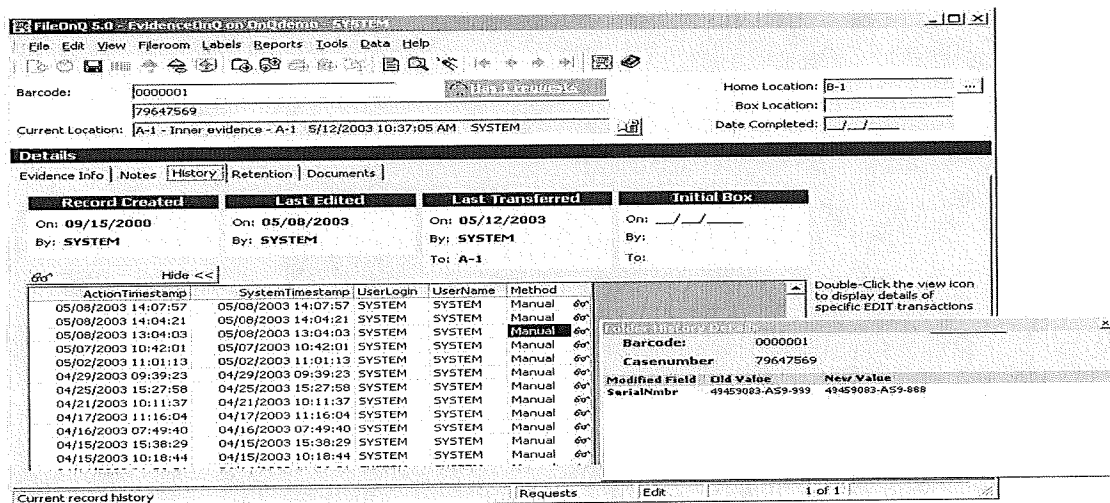 FileOnQ 5.0 - EvidenceOnQ on OnQdemo - SYSTEM
File Edit View Fileroom Labels Reports Tools Data Help
Barcode: 0000001 Has 1 requests Home Location: B-1 ...
79647569 Box Location:
Current Location: A-1 - Inner evidence - A-1 5/12/2003 10:37:05 AM SYSTEM Date Completed: __/__/____
Details
Evidence Info Notes History Retention Documents
Record Created Last Edited Last Transferred Initial Box
On: 09/15/2000 On: 05/08/2003 On: 05/12/2003 On: __/__/____
By: SYSTEM By: SYSTEM By: SYSTEM By:
To: A-1 To:
Hide <<
ActionTimestamp SystemTimestamp UserLogin UserName Method
05/08/2003 14:07:57 05/08/2003 14:07:57 SYSTEM SYSTEM Manual
05/08/2003 14:04:21 05/08/2003 14:04:21 SYSTEM SYSTEM Manual
05/08/2003 13:04:03 05/08/2003 13:04:03 SYSTEM SYSTEM Manual
05/07/2003 10:42:01 05/07/2003 10:42:01 SYSTEM SYSTEM Manual
05/02/2003 11:01:13 05/02/2003 11:01:13 SYSTEM SYSTEM Manual
04/29/2003 09:39:23 04/29/2003 09:39:23 SYSTEM SYSTEM Manual
04/25/2003 15:27:58 04/25/2003 15:27:58 SYSTEM SYSTEM Manual
04/21/2003 10:11:37 04/21/2003 10:11:37 SYSTEM SYSTEM Manual
04/17/2003 11:16:04 04/17/2003 11:16:04 SYSTEM SYSTEM Manual
04/16/2003 07:49:40 04/16/2003 07:49:40 SYSTEM SYSTEM Manual
04/15/2003 15:38:29 04/15/2003 15:38:29 SYSTEM SYSTEM Manual
04/15/2003 10:18:44 04/15/2003 10:18:44 SYSTEM SYSTEM Manual
Double-Click the view icon
to display details of
specific EDIT transactions
Details
Barcode: 0000001
Casenumber 79647569
Modified Field Old Value New Value
SerialNmbr 49459083-AS9-999 49459083-AS9-888
Current record history Requests Edit 1 of 1